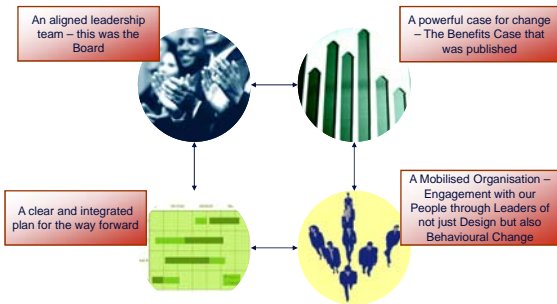 An aligned leadership
team – this was the
Board
A powerful case for change
– The Benefits Case that
was published
A clear and integrated
plan for the way forward
A Mobilised Organisation –
Engagement with our
People through Leaders of
not just Design but also
Behavioural Change